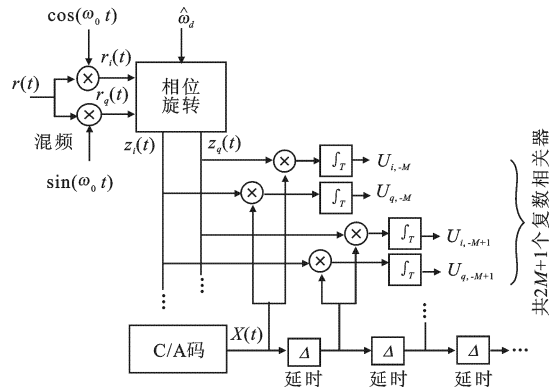 cos(ω₀ t)
ω̂_d
r_i(t)
r(t)
r_q(t)
相位
旋转
混频
z_i(t)
z_q(t)
sin(ω₀ t)
∫_T
U_{i,-M}
∫_T
U_{q,-M}
∫_T
U_{i,-M+1}
∫_T
U_{q,-M+1}
共2M+1个复数相关器
C/A码
X(t)
Δ
Δ
Δ
延时
延时
延时